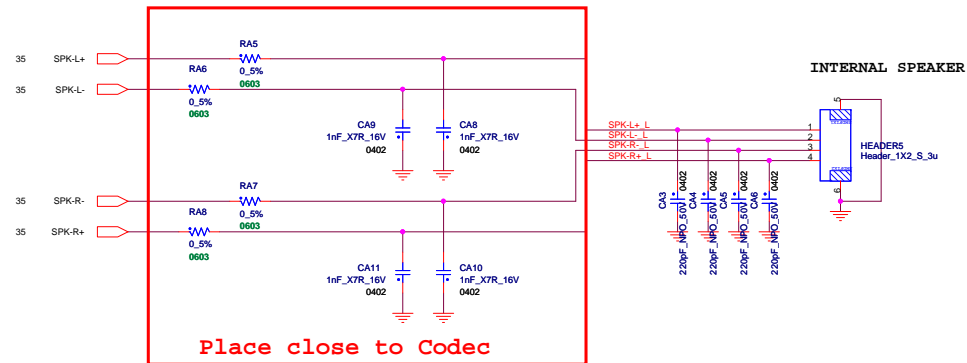 35 SPK-L+
RA5
0_5%
0603
35 SPK-L-
RA6
0_5%
0603
CA9
1nF_X7R_16V
0402
CA8
1nF_X7R_16V
0402
35 SPK-R-
RA7
0_5%
0603
35 SPK-R+
RA8
0_5%
0603
CA11
1nF_X7R_16V
0402
CA10
1nF_X7R_16V
0402
Place close to Codec
INTERNAL SPEAKER
SPK-L+_L
SPK-L-_L
SPK-R-_L
SPK-R+_L
1
2
3
4
5
6
HEADER5
Header_1X2_S_3u
CA3
220pF_NPO_50V
0402
CA4
220pF_NPO_50V
0402
CA5
220pF_NPO_50V
0402
CA6
220pF_NPO_50V
0402